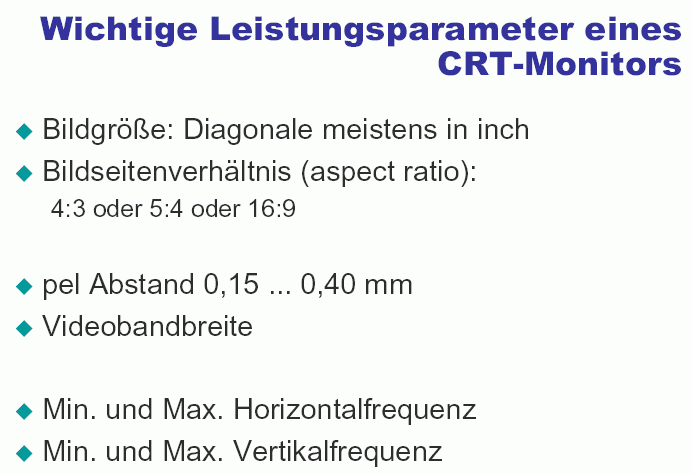 Wichtige Leistungsparameter eines
CRT-Monitors
Bildgröße: Diagonale meistens in inch
Bildseitenverhältnis (aspect ratio):
4:3 oder 5:4 oder 16:9
pel Abstand 0,15 ... 0,40 mm
Videobandbreite
Min. und Max. Horizontalfrequenz
Min. und Max. Vertikalfrequenz